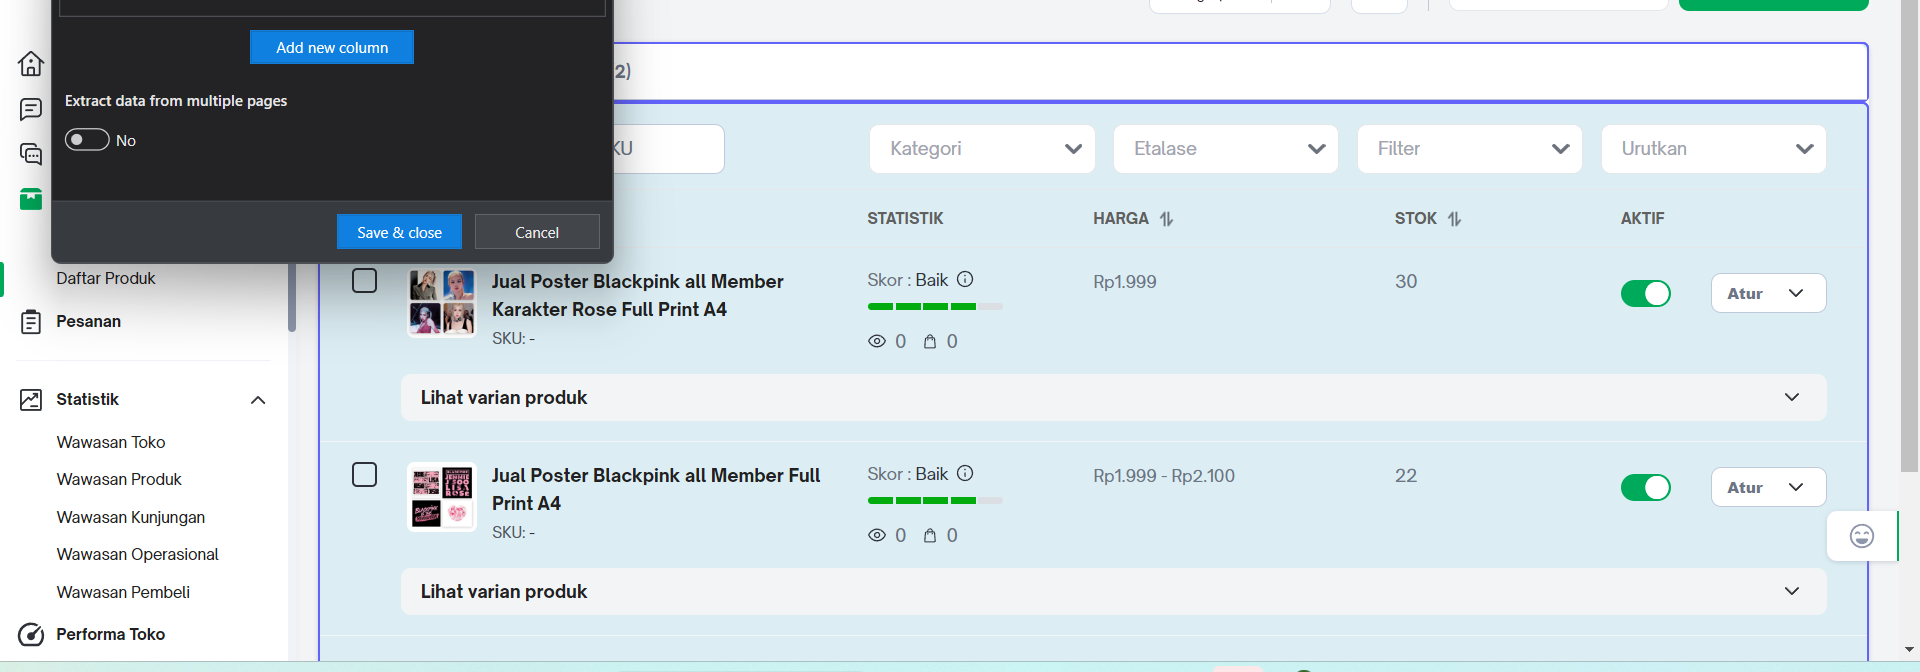 Add new column
Extract data from multiple pages
No
Save & close
Cancel
2)
KU
Kategori
Etalase
Filter
Urutkan
STATISTIK
HARGA
STOK
AKTIF
Daftar Produk
Pesanan
Statistik
Wawasan Toko
Wawasan Produk
Wawasan Kunjungan
Wawasan Operasional
Wawasan Pembeli
Performa Toko
Jual Poster Blackpink all Member
Karakter Rose Full Print A4
SKU: -
Skor : Baik
0 0
Rp1.999
30
Atur
Lihat varian produk
Jual Poster Blackpink all Member Full
Print A4
SKU: -
Skor : Baik
0 0
Rp1.999 - Rp2.100
22
Atur
Lihat varian produk